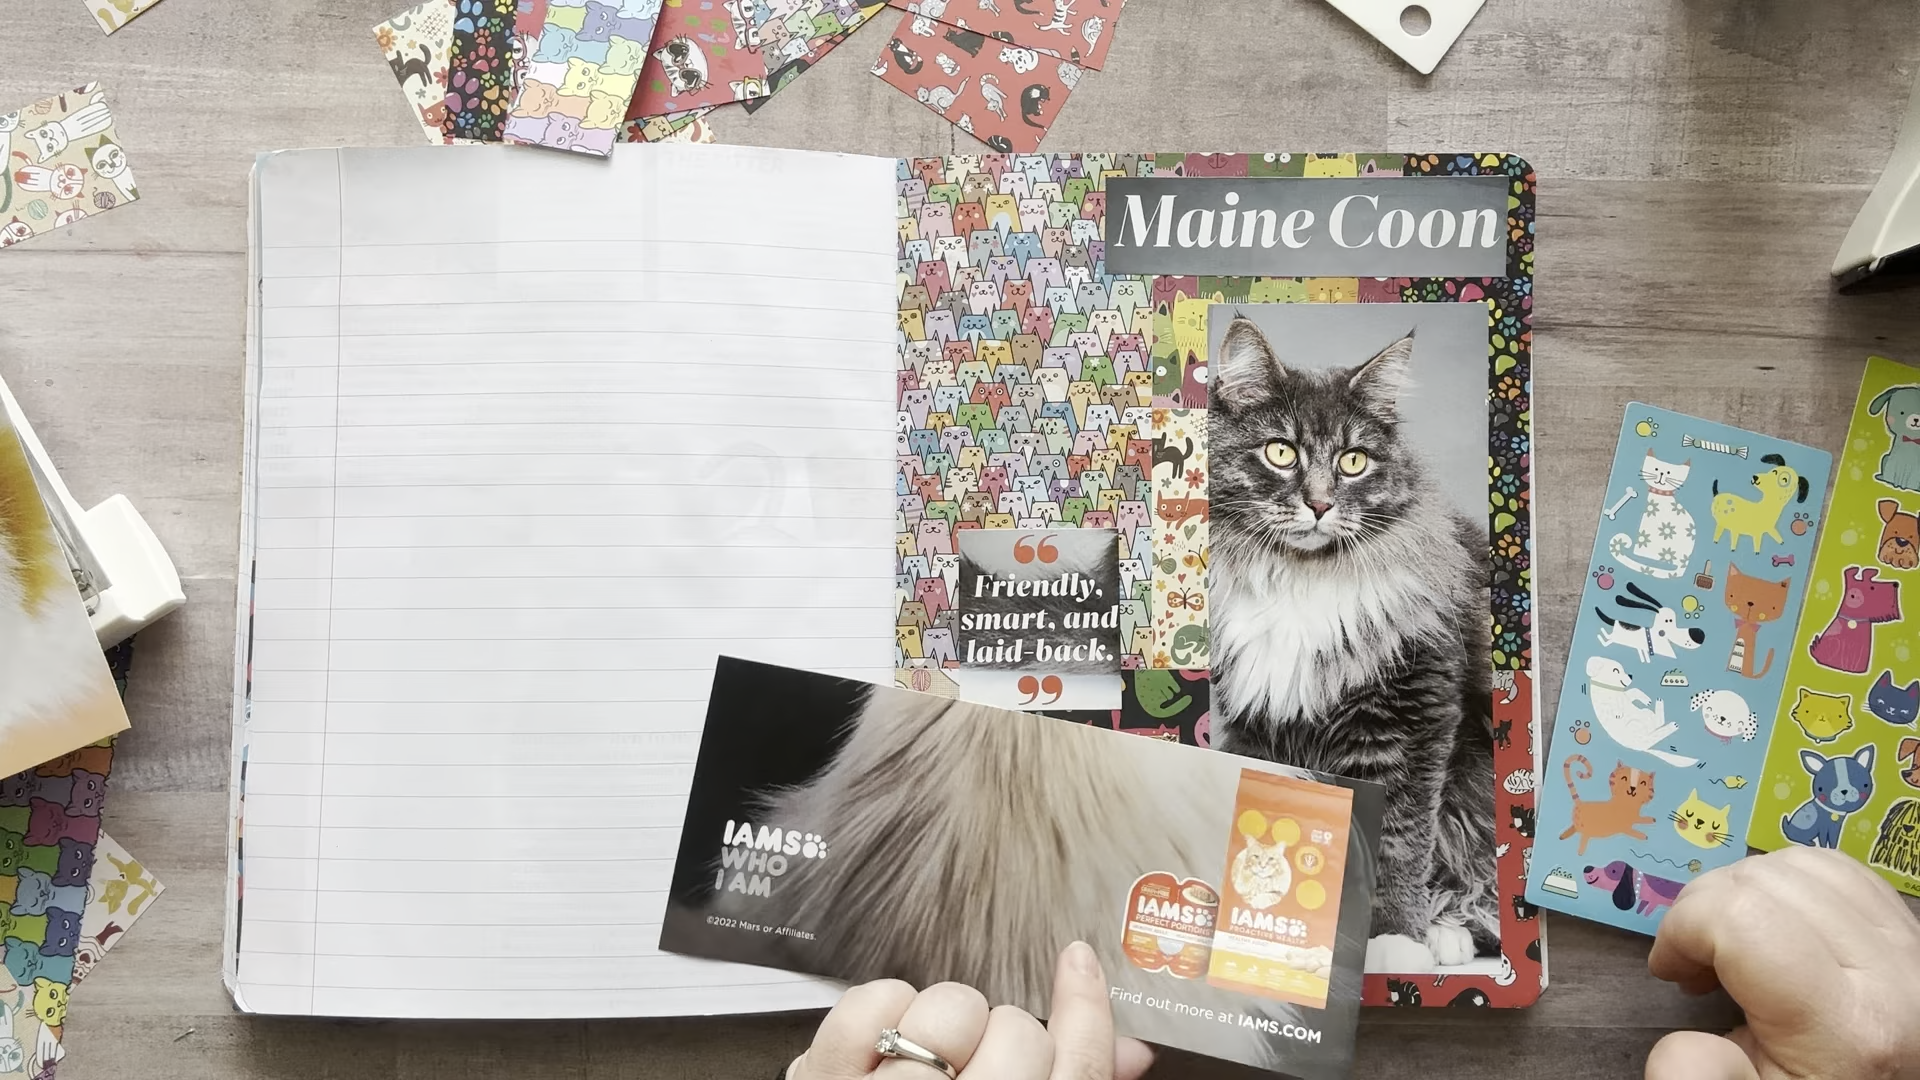 Maine Coon
“
Friendly,
smart, and
laid-back.
”
IAMS
WHO
I AM
©2022 Mars or Affiliates.
IAMS
PERFECT PORTIONS
IAMS
PROACTIVE HEALTH
Find out more at IAMS.COM